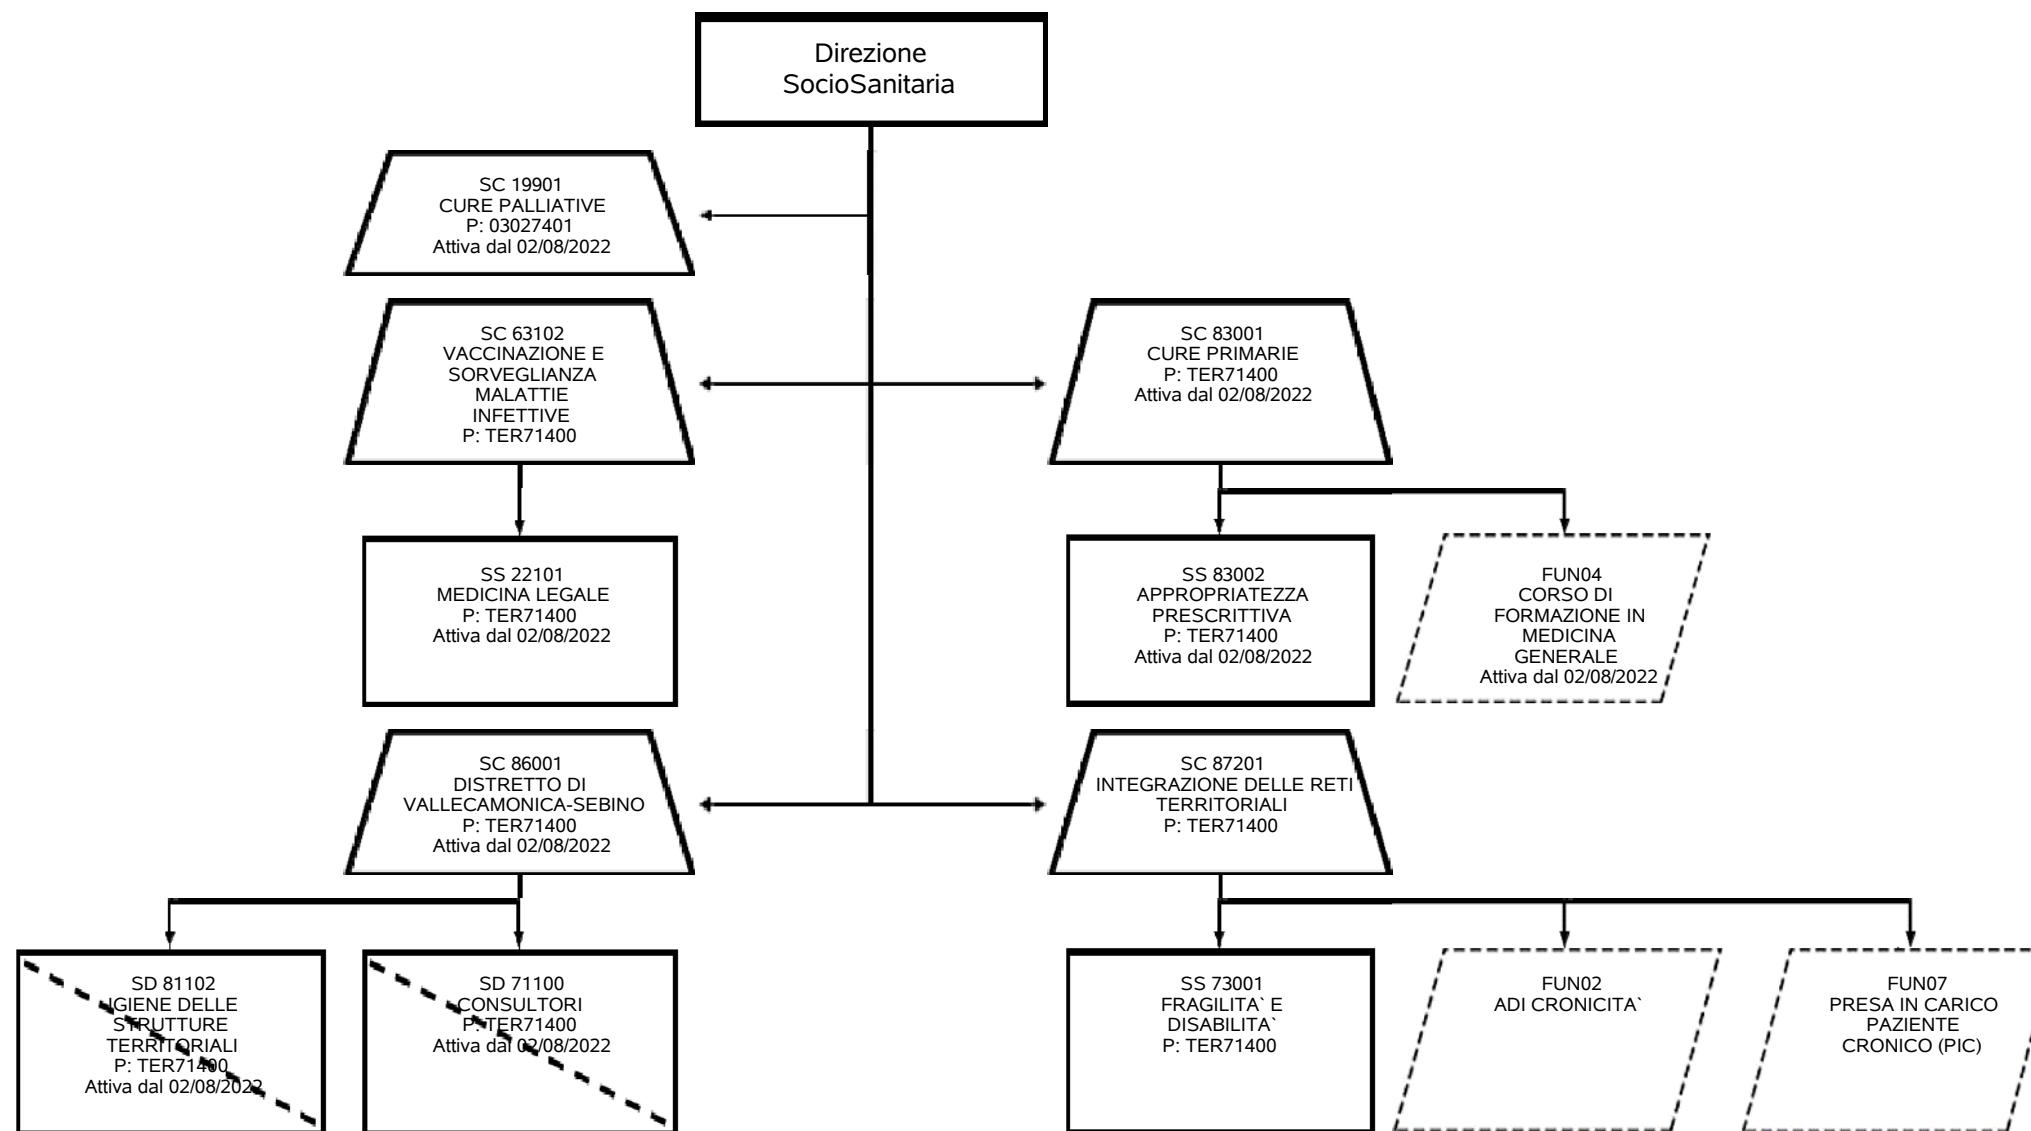 Direzione
SocioSanitaria
SC 19901
CURE PALLIATIVE
P: 03027401
Attiva dal 02/08/2022
SC 63102
VACCINAZIONE E
SORVEGLIANZA
MALATTIE
INFETTIVE
P: TER71400
SC 83001
CURE PRIMARIE
P: TER71400
Attiva dal 02/08/2022
SS 22101
MEDICINA LEGALE
P: TER71400
Attiva dal 02/08/2022
SS 83002
APPROPRIATEZZA
PRESCRITTIVA
P: TER71400
Attiva dal 02/08/2022
FUN04
CORSO DI
FORMAZIONE IN
MEDICINA
GENERALE
Attiva dal 02/08/2022
SC 86001
DISTRETTO DI
VALLECAMONICA-SEBINO
P: TER71400
Attiva dal 02/08/2022
SC 87201
INTEGRAZIONE DELLE RETI
TERRITORIALI
P: TER71400
SD 81102
IGIENE DELLE
STRUTTURE
TERRITORIALI
P: TER71400
Attiva dal 02/08/2022
SD 71100
CONSULTORI
P: TER71400
Attiva dal 02/08/2022
SS 73001
FRAGILITA` E
DISABILITA`
P: TER71400
FUN02
ADI CRONICITA`
FUN07
PRESA IN CARICO
PAZIENTE
CRONICO (PIC)